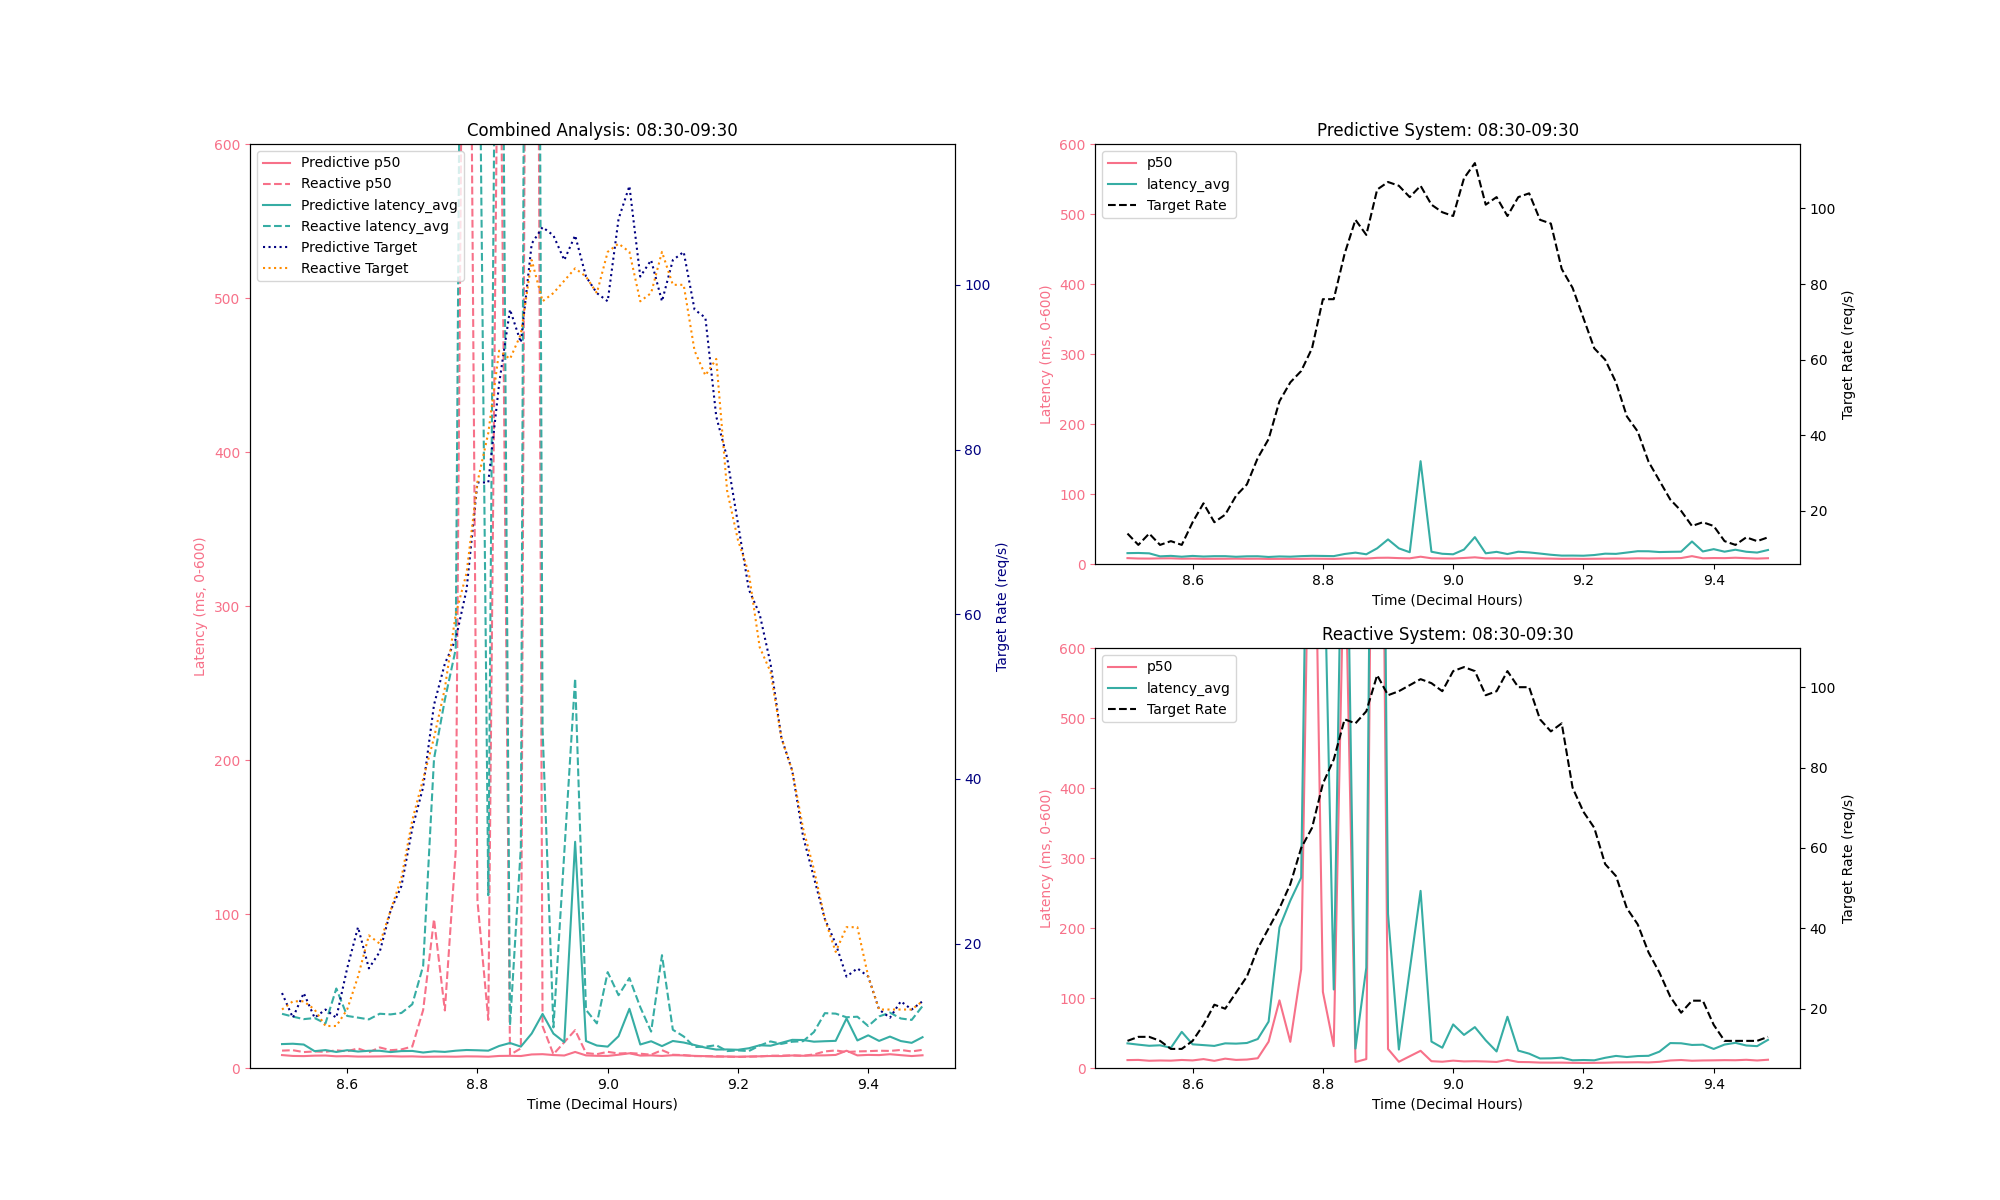 Combined Analysis: 08:30-09:30
Predictive p50
Reactive p50
Predictive latency_avg
Reactive latency_avg
Predictive Target
Reactive Target
600
500
400
300
200
100
0
Latency (ms, 0-600)
100
80
60
40
20
Target Rate (req/s)
8.6 8.8 9.0 9.2 9.4
Time (Decimal Hours)
Predictive System: 08:30-09:30
p50
latency_avg
Target Rate
600
500
400
300
200
100
0
Latency (ms, 0-600)
100
80
60
40
20
Target Rate (req/s)
8.6 8.8 9.0 9.2 9.4
Time (Decimal Hours)
Reactive System: 08:30-09:30
p50
latency_avg
Target Rate
600
500
400
300
200
100
0
Latency (ms, 0-600)
100
80
60
40
20
Target Rate (req/s)
8.6 8.8 9.0 9.2 9.4
Time (Decimal Hours)